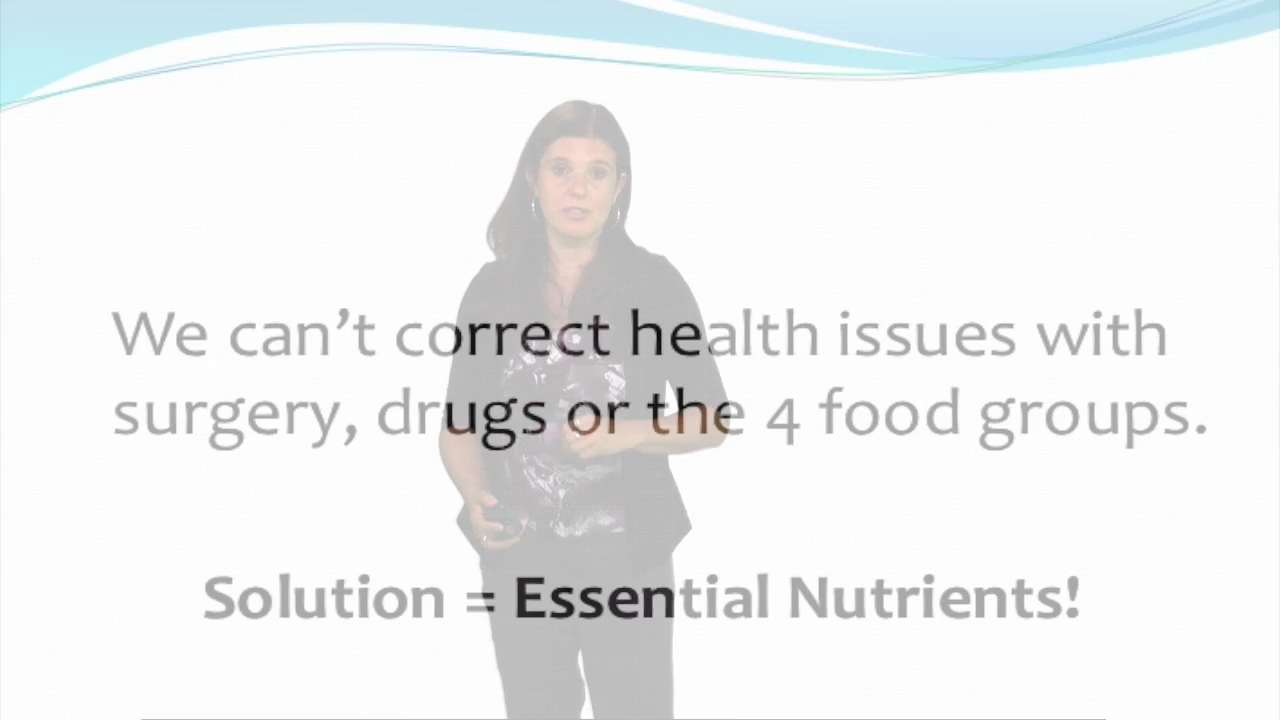 We can't correct health issues with
surgery, drugs or the 4 food groups.
Solution = Essential Nutrients!